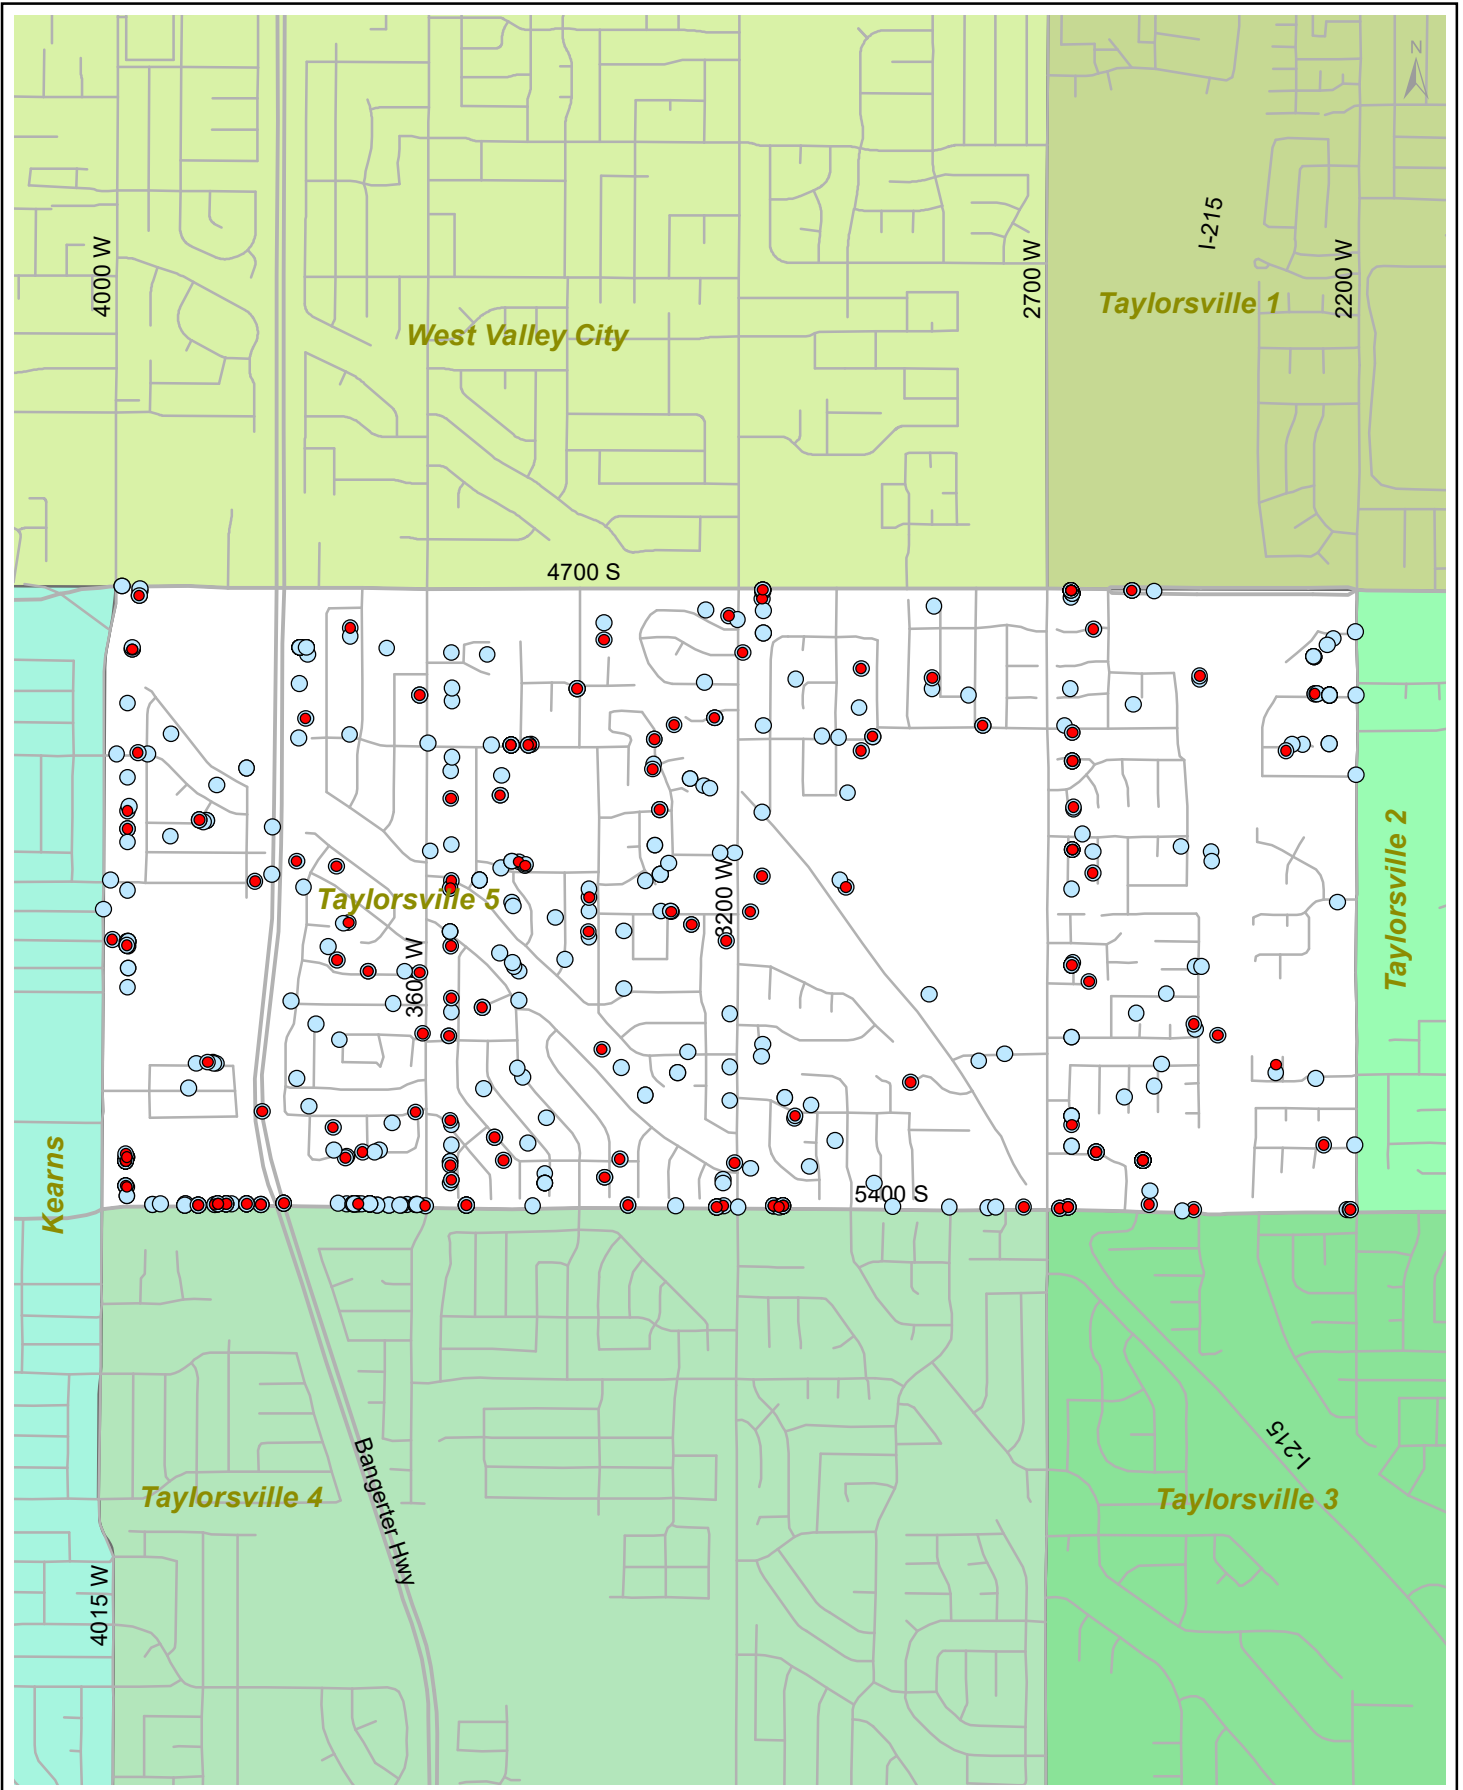 N
I-215
4000 W
2700 W
2200 W
Taylorsville 1
West Valley City
4700 S
Taylorsville 2
3200 W
Taylorsville 5
3600 W
Kearns
5400 S
I-215
Bangerter Hwy
Taylorsville 4
Taylorsville 3
4015 W